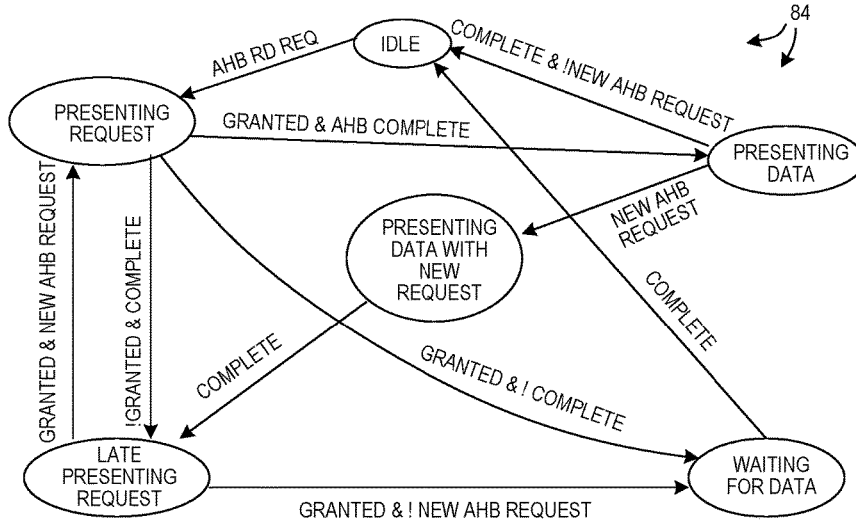 84
IDLE
AHB RD REQ
COMPLETE & !NEW AHB REQUEST
PRESENTING
REQUEST
GRANTED & AHB COMPLETE
PRESENTING
DATA
NEW AHB
REQUEST
PRESENTING
DATA WITH
NEW
REQUEST
GRANTED & NEW AHB REQUEST
!GRANTED & COMPLETE
COMPLETE
GRANTED & ! COMPLETE
COMPLETE
LATE
PRESENTING
REQUEST
GRANTED & ! NEW AHB REQUEST
WAITING
FOR DATA